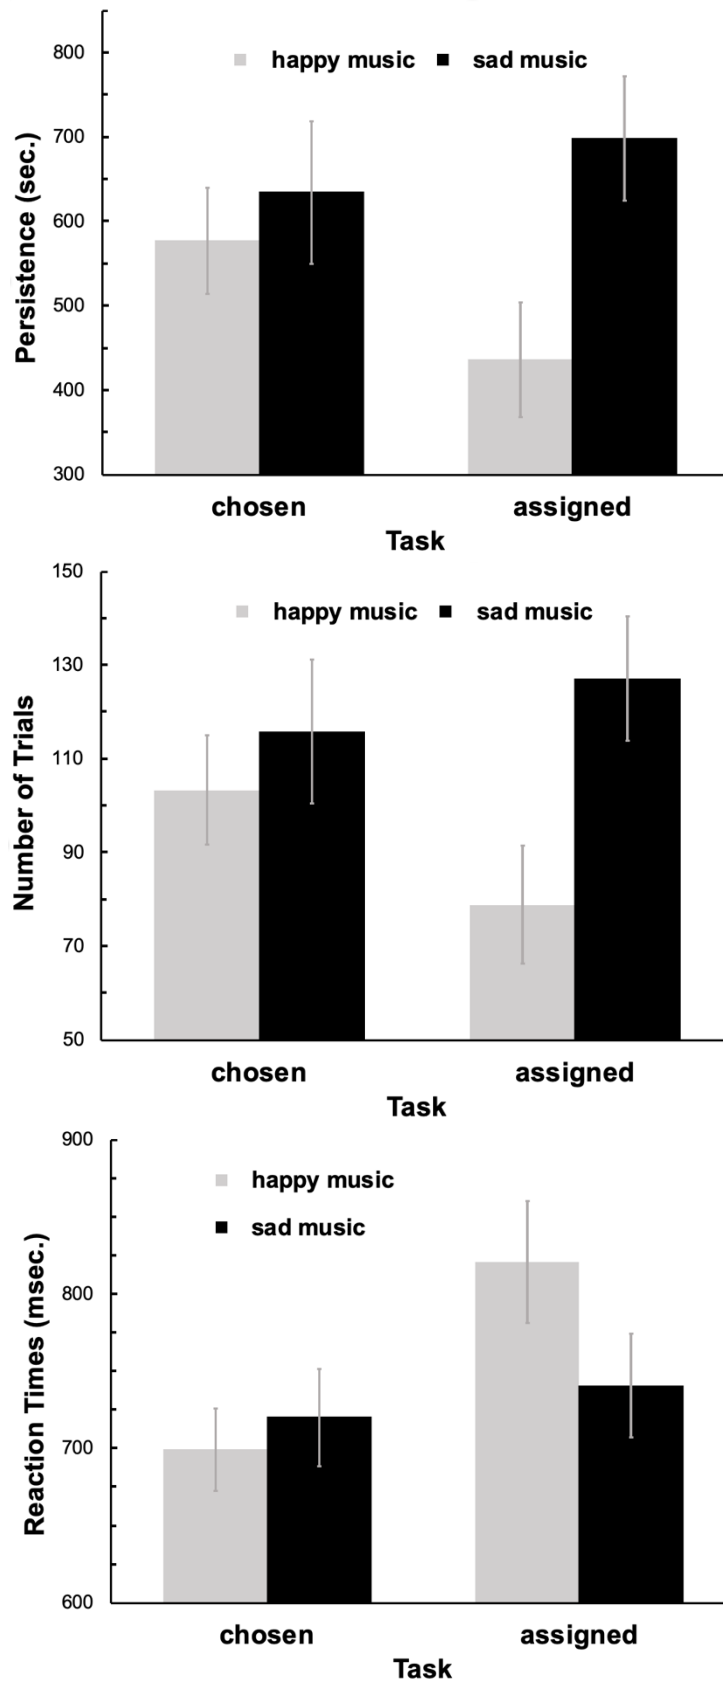 800
happy music sad music
700
600
500
400
300
Persistence (sec.)
chosen assigned
Task
150
happy music sad music
130
110
90
70
50
Number of Trials
chosen assigned
Task
900
happy music
sad music
800
700
600
Reaction Times (msec.)
chosen assigned
Task